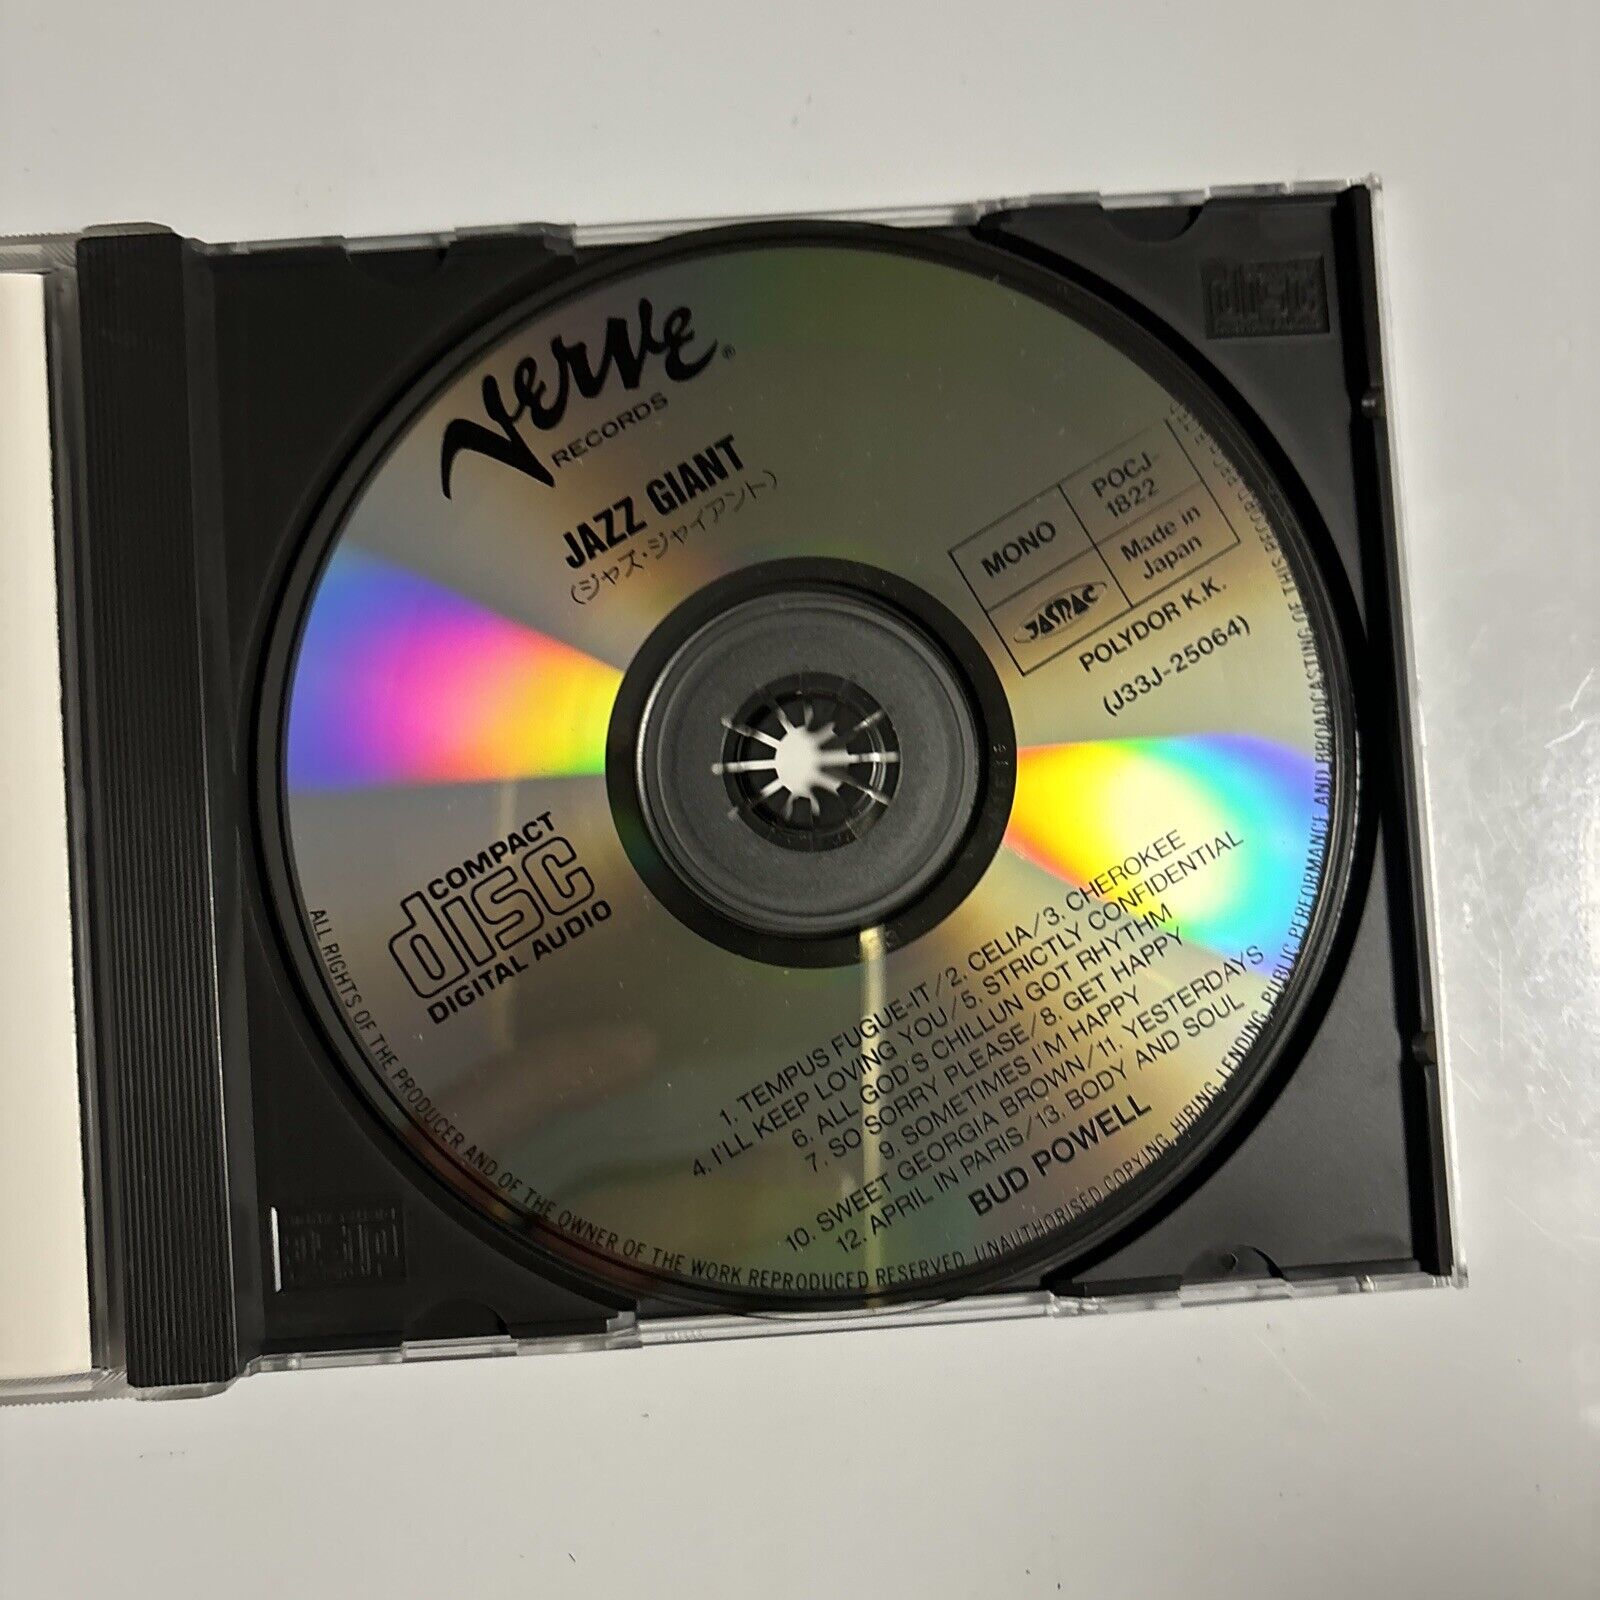 Verve®
RECORDS
JAZZ GIANT
(ジャズ・ジャイアント)
MONO
POCJ-
1822
JASRAC
Made in
Japan
POLYDOR K.K.
(J33J-25064)
COMPACT
disc
DIGITAL AUDIO
1. TEMPUS FUGUE-IT/2. CELIA/3. CHEROKEE
4. I'LL KEEP LOVING YOU/5. STRICTLY CONFIDENTIAL
6. ALL GOD'S CHILLUN GOT RHYTHM
7. SO SORRY PLEASE/8. GET HAPPY
9. SOMETIMES I'M HAPPY
10. SWEET GEORGIA BROWN/11. YESTERDAYS
12. APRIL IN PARIS/13. BODY AND SOUL
BUD POWELL
ALL RIGHTS OF THE PRODUCER AND OF THE OWNER OF THE WORK REPRODUCED RESERVED. UNAUTHORISED COPYING, HIRING, LENDING, PUBLIC PERFORMANCE AND BROADCASTING OF THIS RECORD
disc